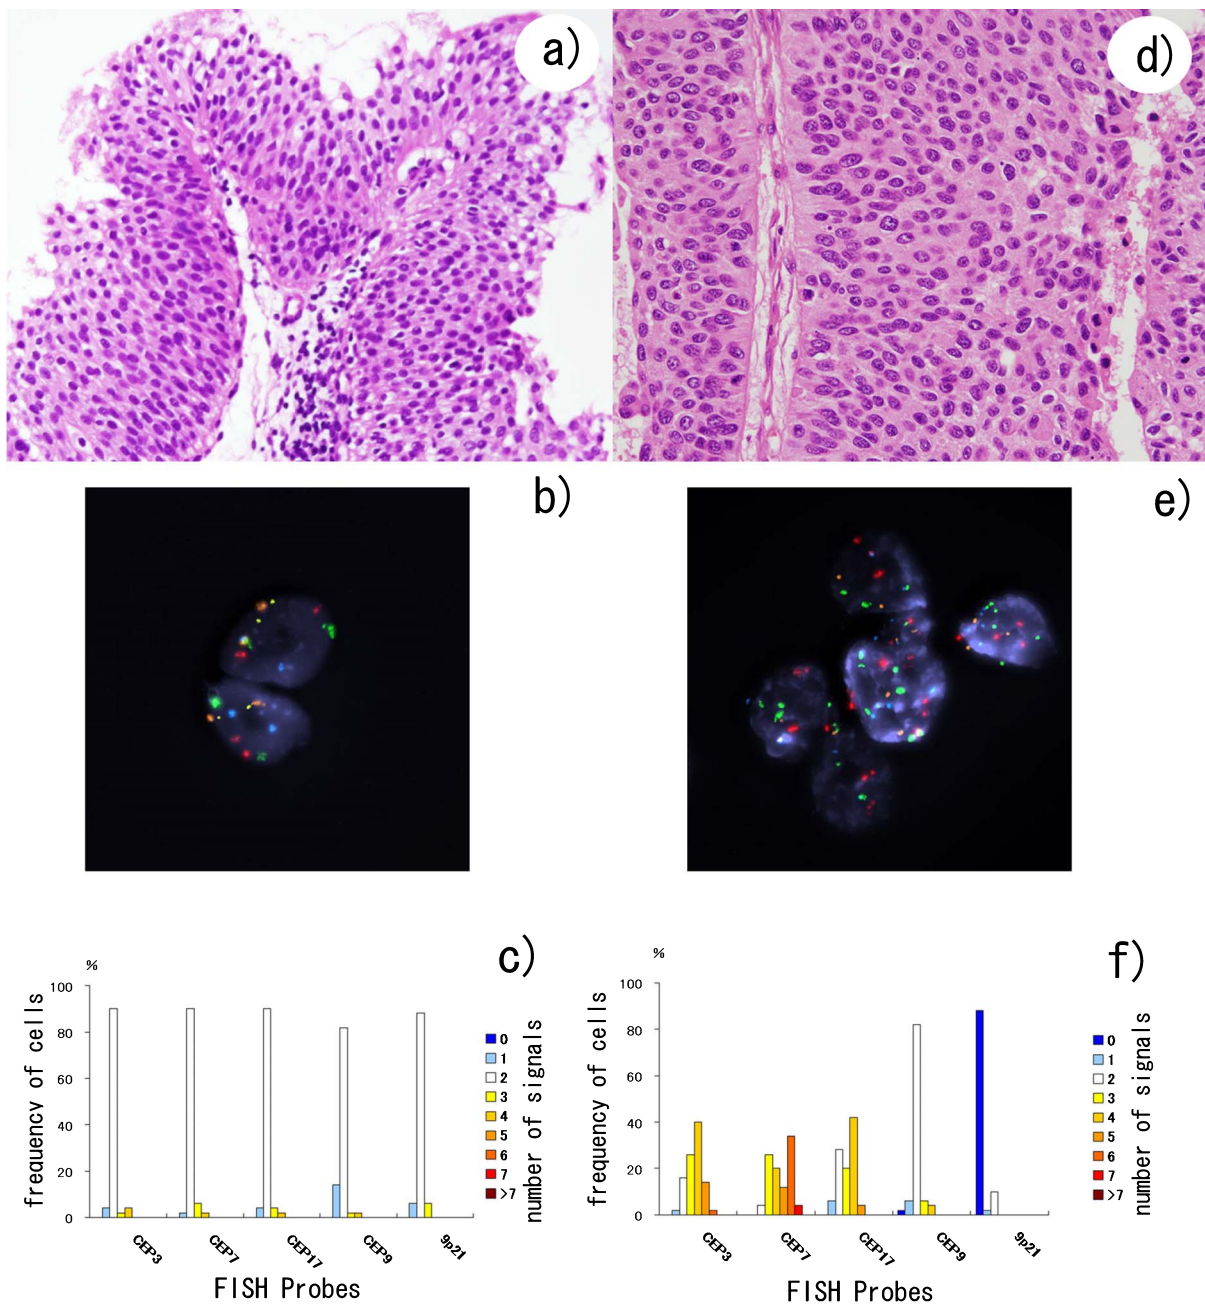 a)
d)
b)
e)
c)
%
100
80
60
40
20
0
frequency of cells
CEP3
CEP7
CEP17
CEP9
9p21
FISH Probes
0
1
2
3
4
5
6
7
>7
number of signals
f)
%
100
80
60
40
20
0
frequency of cells
CEP3
CEP7
CEP17
CEP9
9p21
FISH Probes
0
1
2
3
4
5
6
7
>7
number of signals